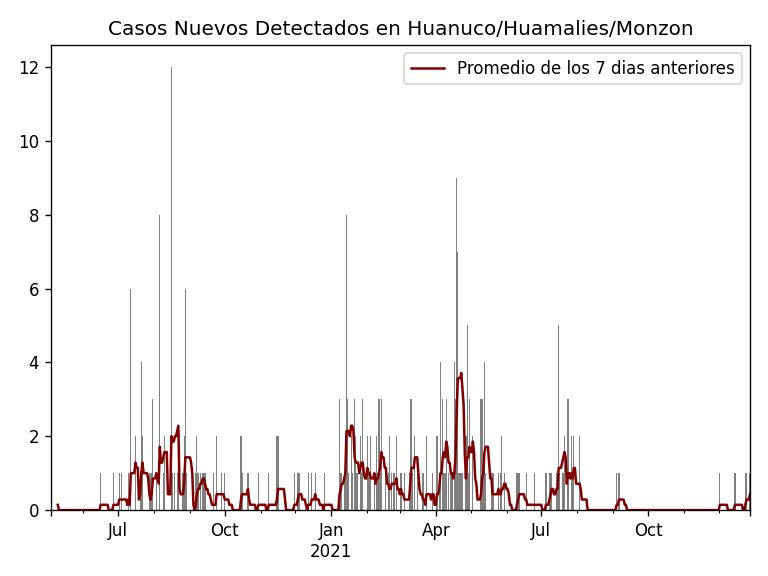 Casos Nuevos Detectados en Huanuco/Huamalies/Monzon
Promedio de los 7 dias anteriores
12
10
8
6
4
2
0
Jul
Oct
Jan
2021
Apr
Jul
Oct